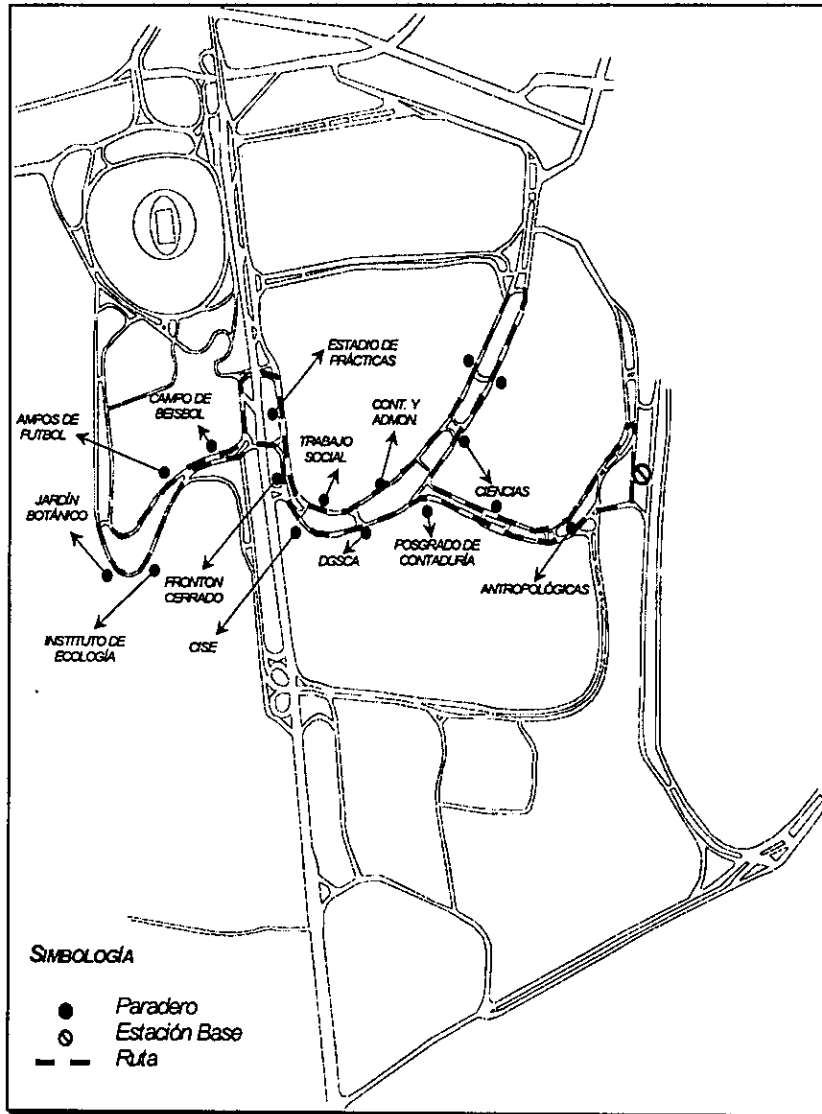 ESTADIO DE
PRÁCTICAS
CAMPO DE
BEISBOL
CONT. Y
ADMON.
AMPOS DE
FUTBOL
TRABAJO
SOCIAL
CIENCIAS
JARDÍN
BOTÁNICO
FRONTON
CERRADO
DGSCA
POSGRADO DE
CONTADURÍA
ANTROPOLÓGICAS
INSTITUTO DE
ECOLOGÍA
CISE
SIMBOLOGÍA
Paradero
Estación Base
Ruta